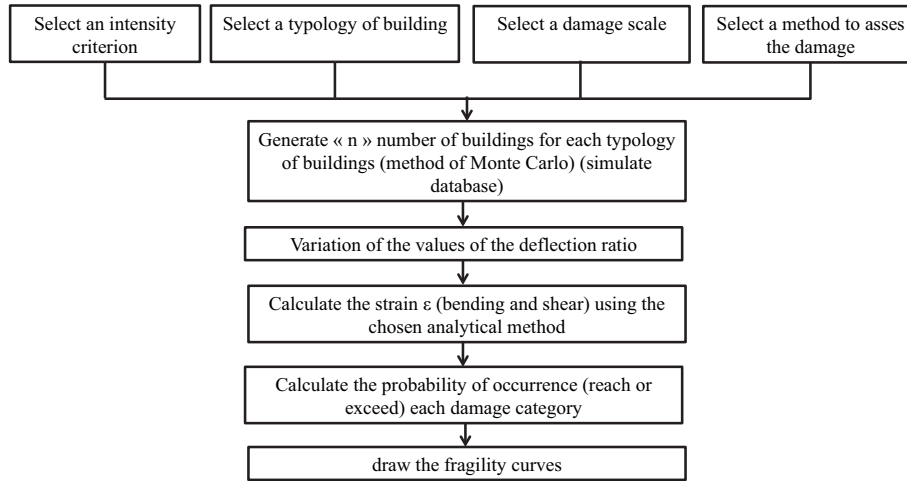 Select an intensity
criterion
Select a typology of building
Select a damage scale
Select a method to asses
the damage
Generate « n » number of buildings for each typology
of buildings (method of Monte Carlo) (simulate
database)
Variation of the values of the deflection ratio
Calculate the strain ε (bending and shear) using the
chosen analytical method
Calculate the probability of occurrence (reach or
exceed) each damage category
draw the fragility curves